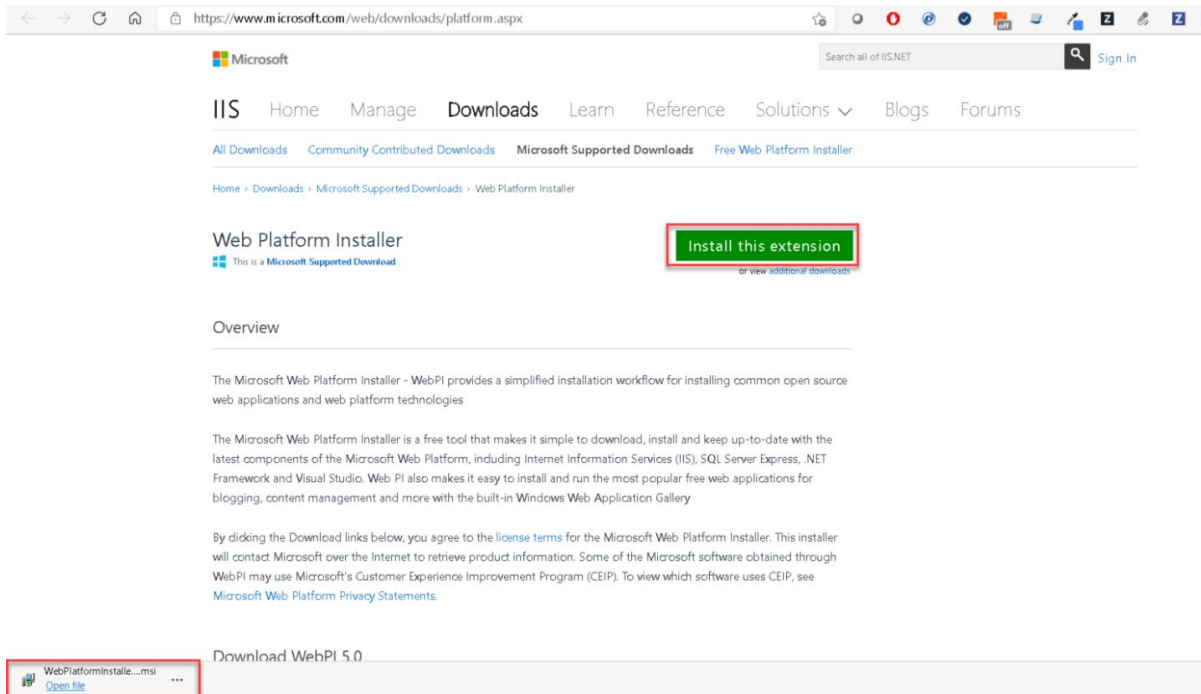 https://www.microsoft.com/web/downloads/platform.aspx
off
Z
Z
Microsoft
Search all of IIS.NET
Sign In
IIS Home Manage Downloads Learn Reference Solutions Blogs Forums
All Downloads Community Contributed Downloads Microsoft Supported Downloads Free Web Platform Installer
Home › Downloads › Microsoft Supported Downloads › Web Platform Installer
Web Platform Installer
Install this extension
This is a Microsoft Supported Download
or view additional downloads
Overview
The Microsoft Web Platform Installer - WebPI provides a simplified installation workflow for installing common open source
web applications and web platform technologies
The Microsoft Web Platform Installer is a free tool that makes it simple to download, install and keep up-to-date with the
latest components of the Microsoft Web Platform, including Internet Information Services (IIS), SQL Server Express, .NET
Framework and Visual Studio. Web PI also makes it easy to install and run the most popular free web applications for
blogging, content management and more with the built-in Windows Web Application Gallery
By clicking the Download links below, you agree to the license terms for the Microsoft Web Platform Installer. This installer
will contact Microsoft over the Internet to retrieve product information. Some of the Microsoft software obtained through
WebPI may use Microsoft's Customer Experience Improvement Program (CEIP). To view which software uses CEIP, see
Microsoft Web Platform Privacy Statements.
Download WebPI 5.0
WebPlatformInstalle....msi
Open file